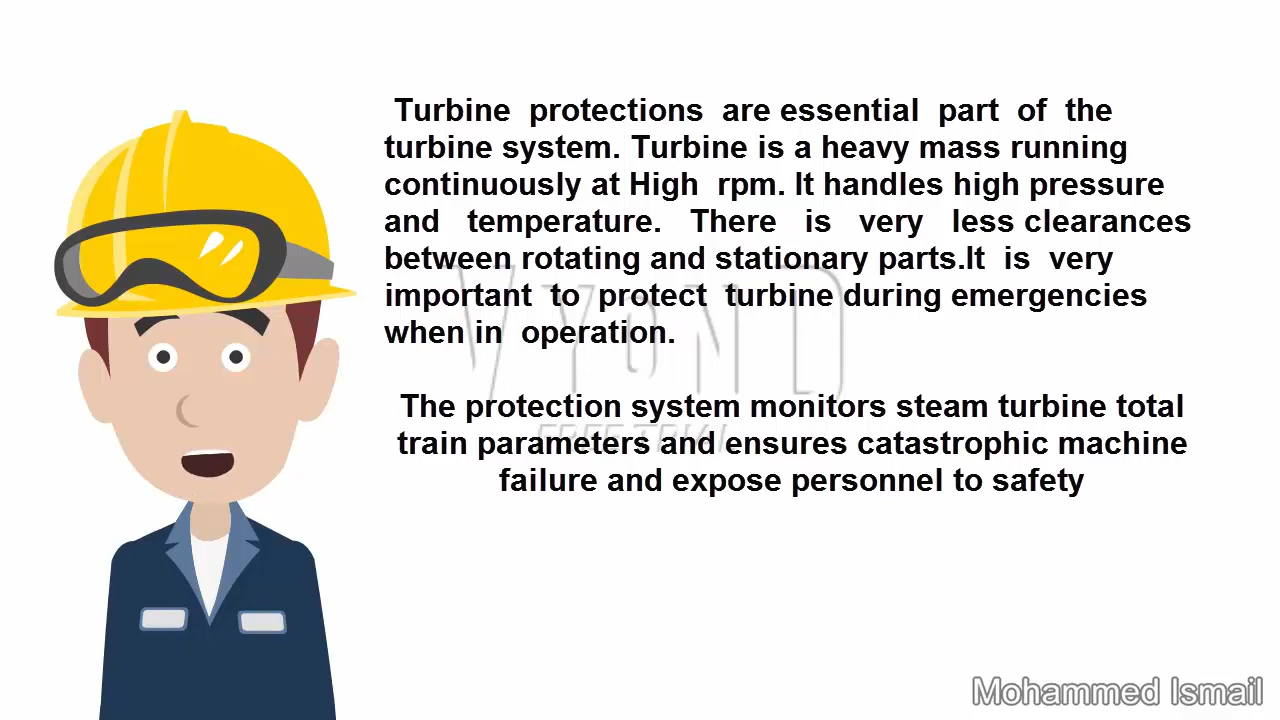 Turbine protections are essential part of the
turbine system. Turbine is a heavy mass running
continuously at High rpm. It handles high pressure
and temperature. There is very less clearances
between rotating and stationary parts.It is very
important to protect turbine during emergencies
when in operation.
The protection system monitors steam turbine total
train parameters and ensures catastrophic machine
failure and expose personnel to safety
VYOND
FREE TRIAL
Mohammed Ismail